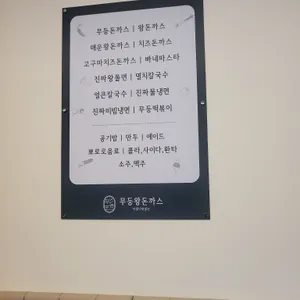 무등돈까스 | 왕돈까스
매운왕돈까스 | 치즈돈까스
고구마치즈돈까스 | 바네파스타
진짜왕쫄면 | 멸치칼국수
얼큰칼국수 | 진짜물냉면
진짜비빔냉면 | 무등떡볶이
공기밥 | 만두 | 에이드
뽀로로음료 | 콜라,사이다,환타
소주,맥주
무등왕돈까스